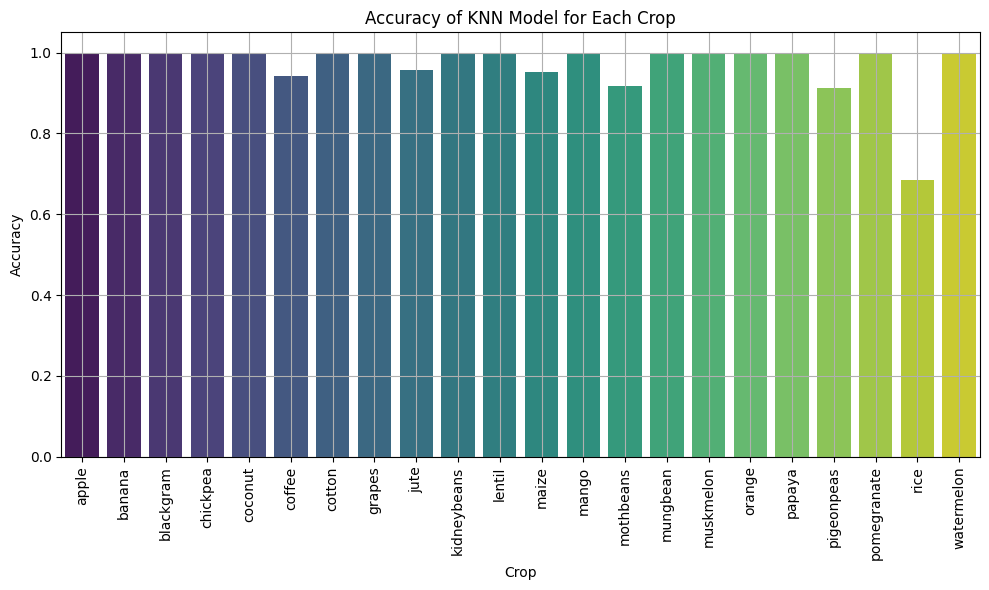 Accuracy of KNN Model for Each Crop
Accuracy
1.0
0.8
0.6
0.4
0.2
0.0
apple
banana
blackgram
chickpea
coconut
coffee
cotton
grapes
jute
kidneybeans
lentil
maize
mango
mothbeans
mungbean
muskmelon
orange
papaya
pigeonpeas
pomegranate
rice
watermelon
Crop